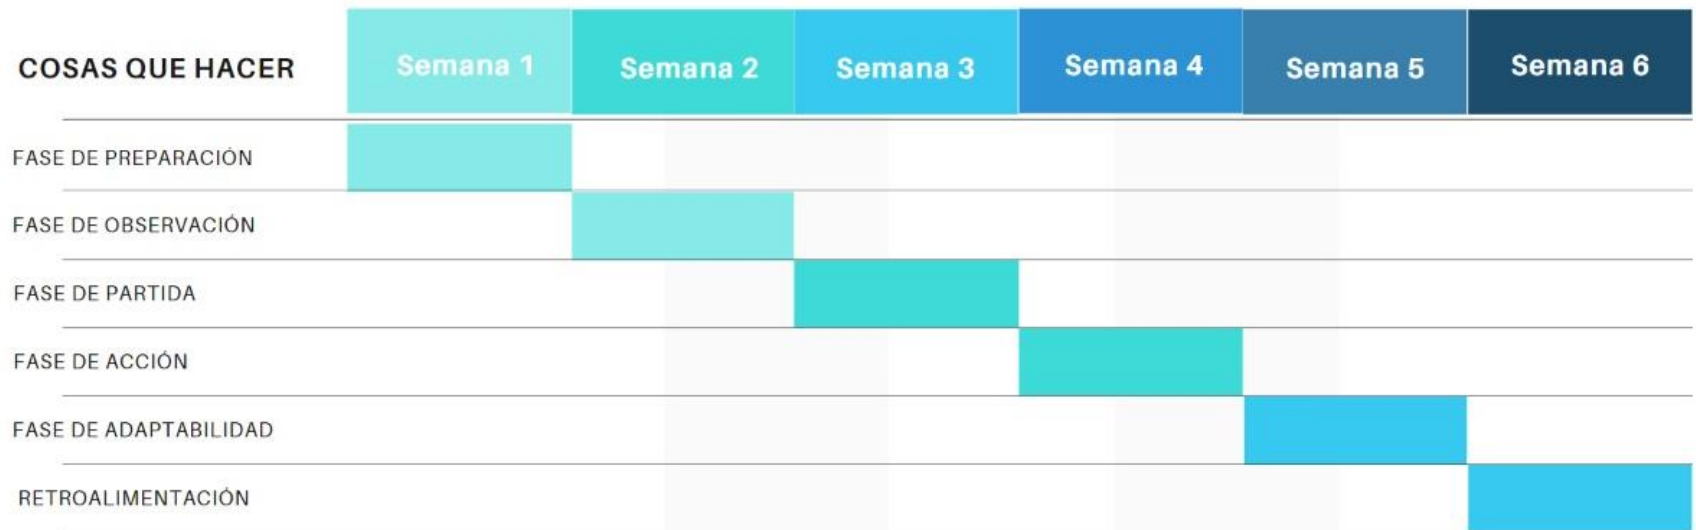 COSAS QUE HACER Semana 1 Semana 2 Semana 3 Semana 4 Semana 5 Semana 6
FASE DE PREPARACIÓN
FASE DE OBSERVACIÓN
FASE DE PARTIDA
FASE DE ACCIÓN
FASE DE ADAPTABILIDAD
RETROALIMENTACIÓN